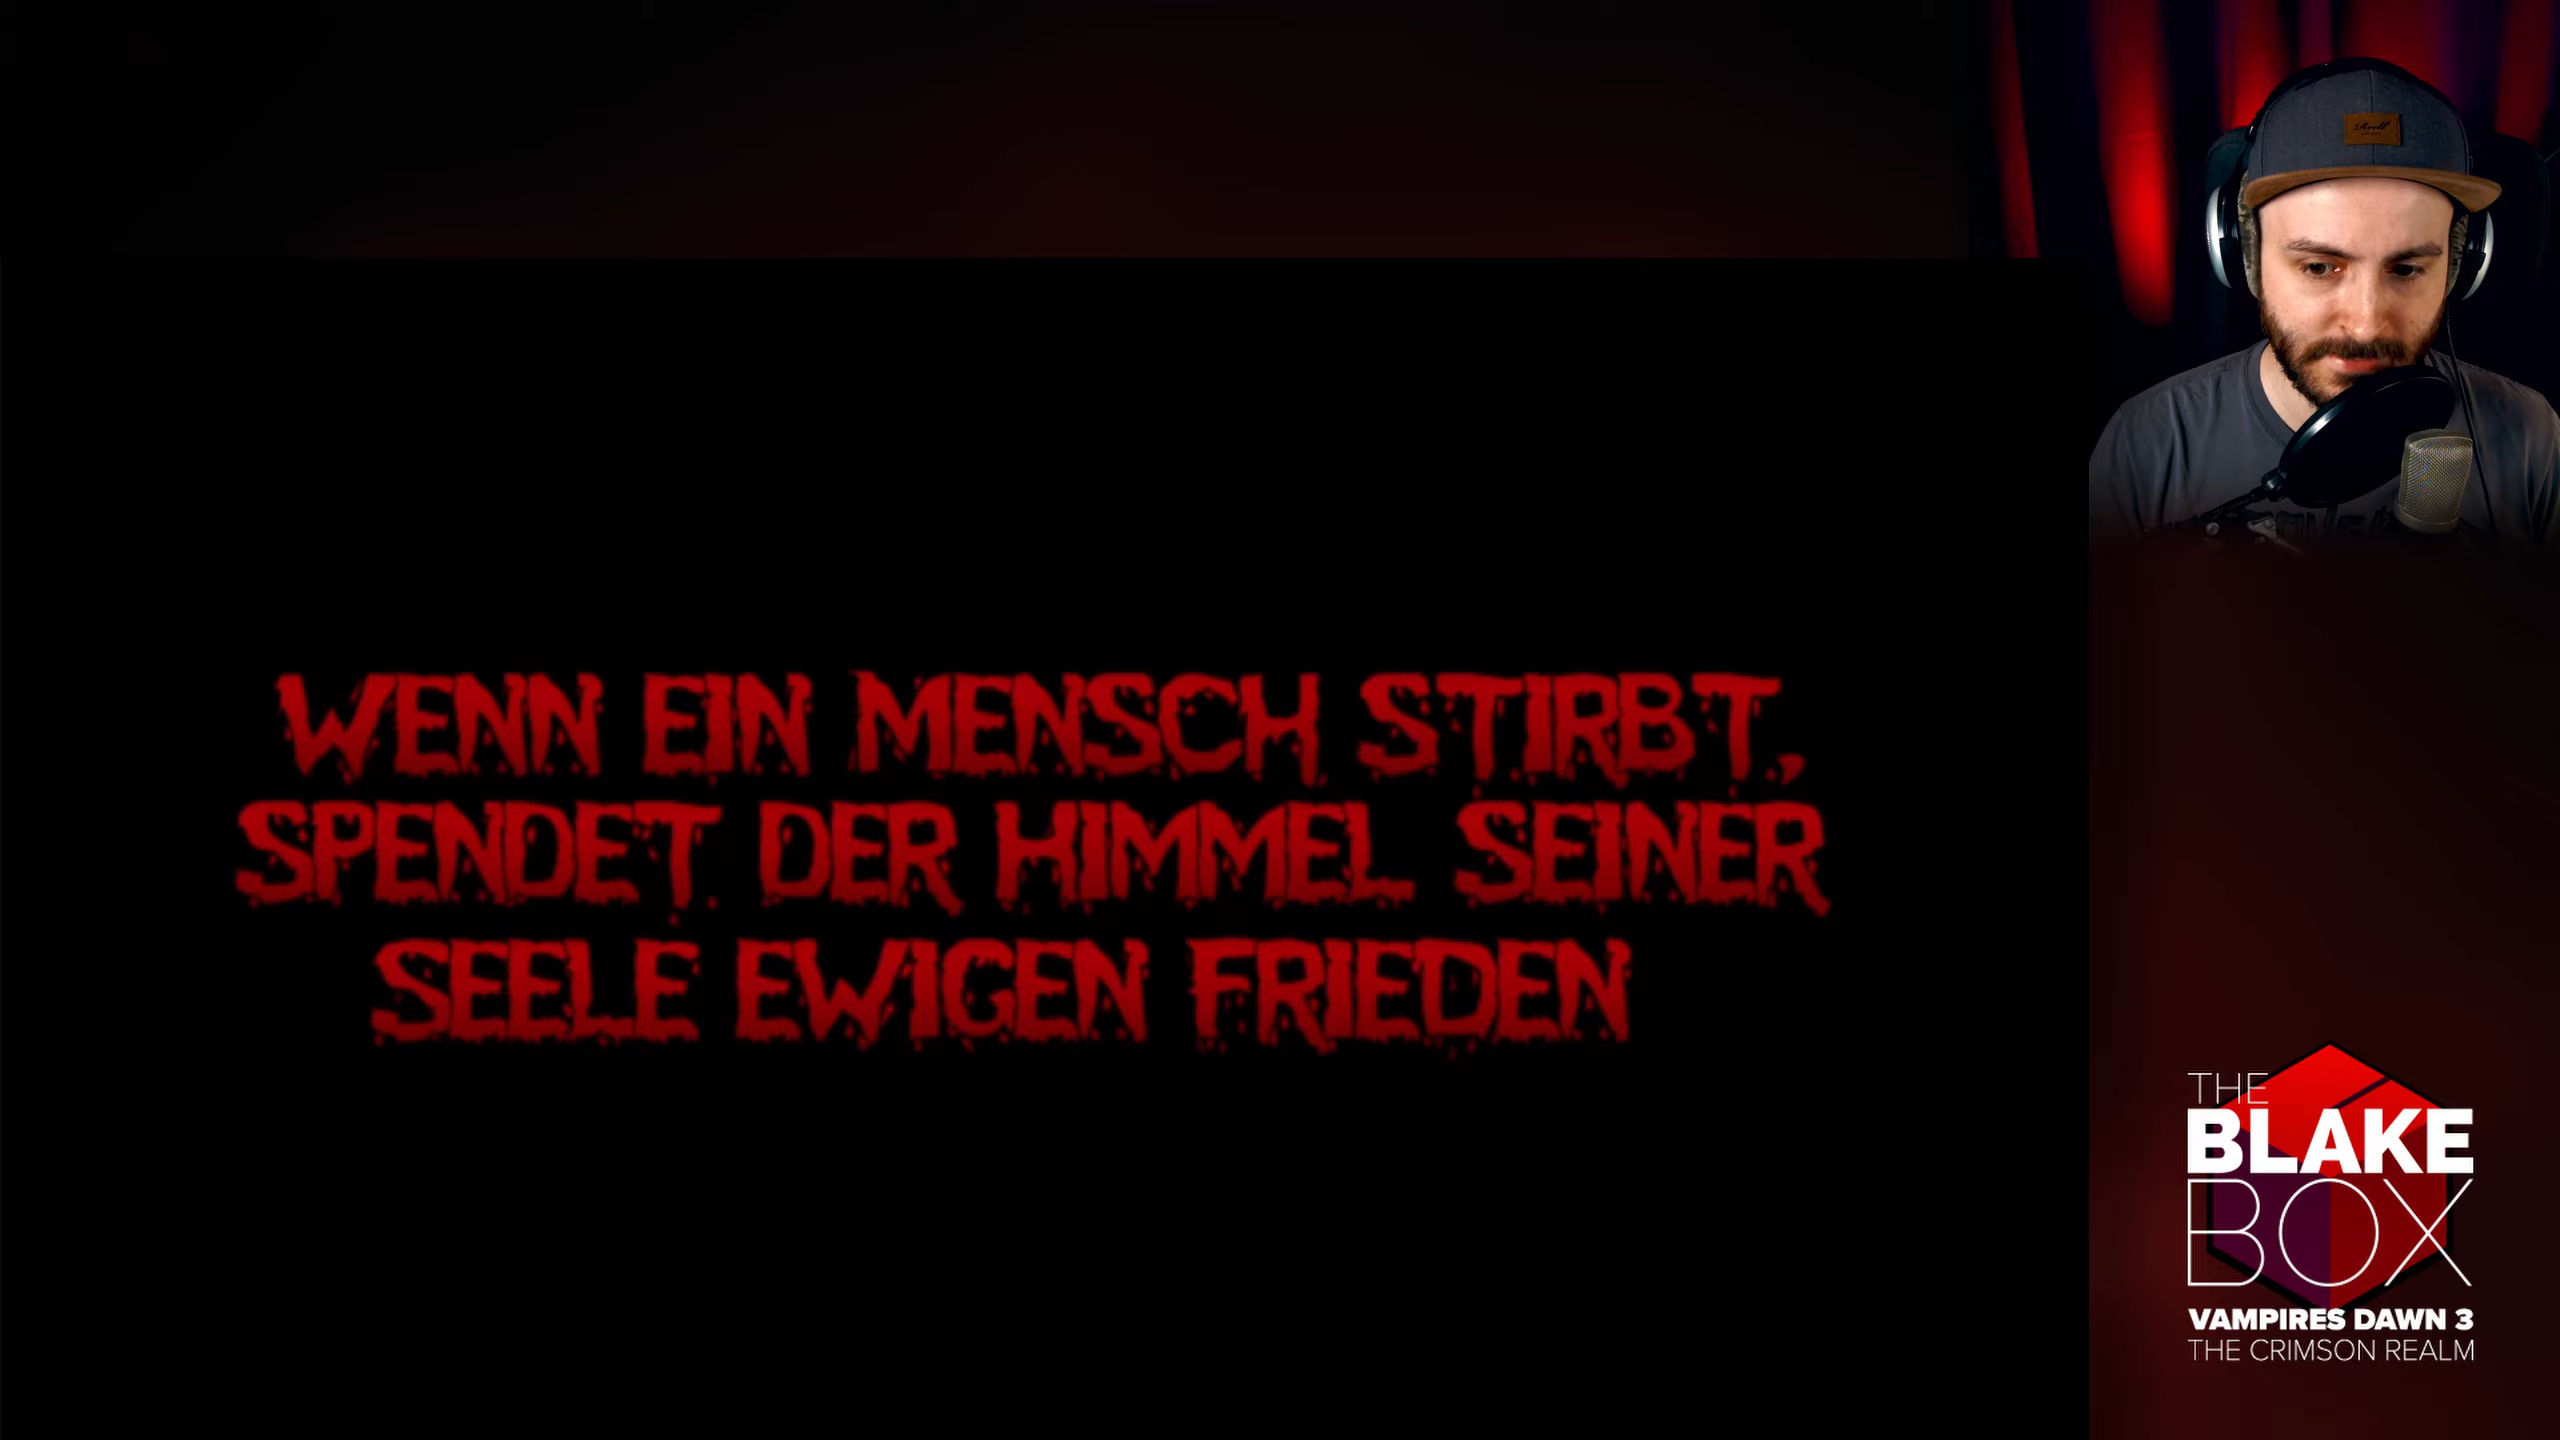 WENN EIN MENSCH STIRBT,
SPENDET DER HIMMEL SEINER
SEELE EWIGEN FRIEDEN
THE
BLAKE
BOX
VAMPIRES DAWN 3
THE CRIMSON REALM